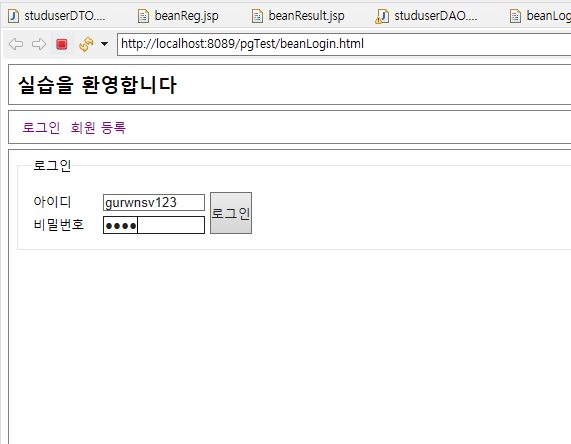 studuserDTO.... beanReg.jsp beanResult.jsp studuserDAO.... beanLog
http://localhost:8089/pgTest/beanLogin.html
실습을 환영합니다
로그인 회원 등록
로그인
아이디 gurwnsv123
비밀번호 ●●●● 로그인